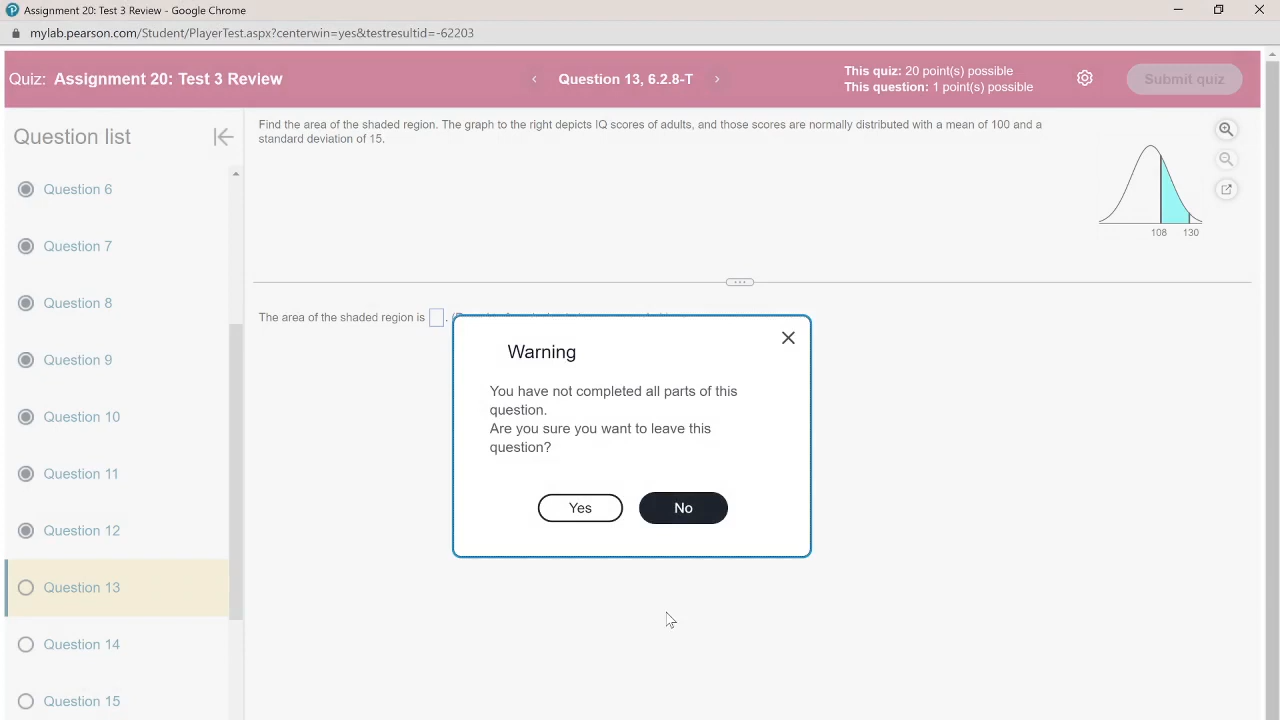 Assignment 20: Test 3 Review - Google Chrome
mylab.pearson.com/Student/PlayerTest.aspx?centerwin=yes&testresultid=-62203
Quiz: Assignment 20: Test 3 Review
Question 13, 6.2.8-T
This quiz: 20 point(s) possible
This question: 1 point(s) possible
Submit quiz
Question list
Question 6
Question 7
Question 8
Question 9
Question 10
Question 11
Question 12
Question 13
Question 14
Question 15
Find the area of the shaded region. The graph to the right depicts IQ scores of adults, and those scores are normally distributed with a mean of 100 and a
standard deviation of 15.
108 130
The area of the shaded region is .
Warning
You have not completed all parts of this
question.
Are you sure you want to leave this
question?
Yes
No